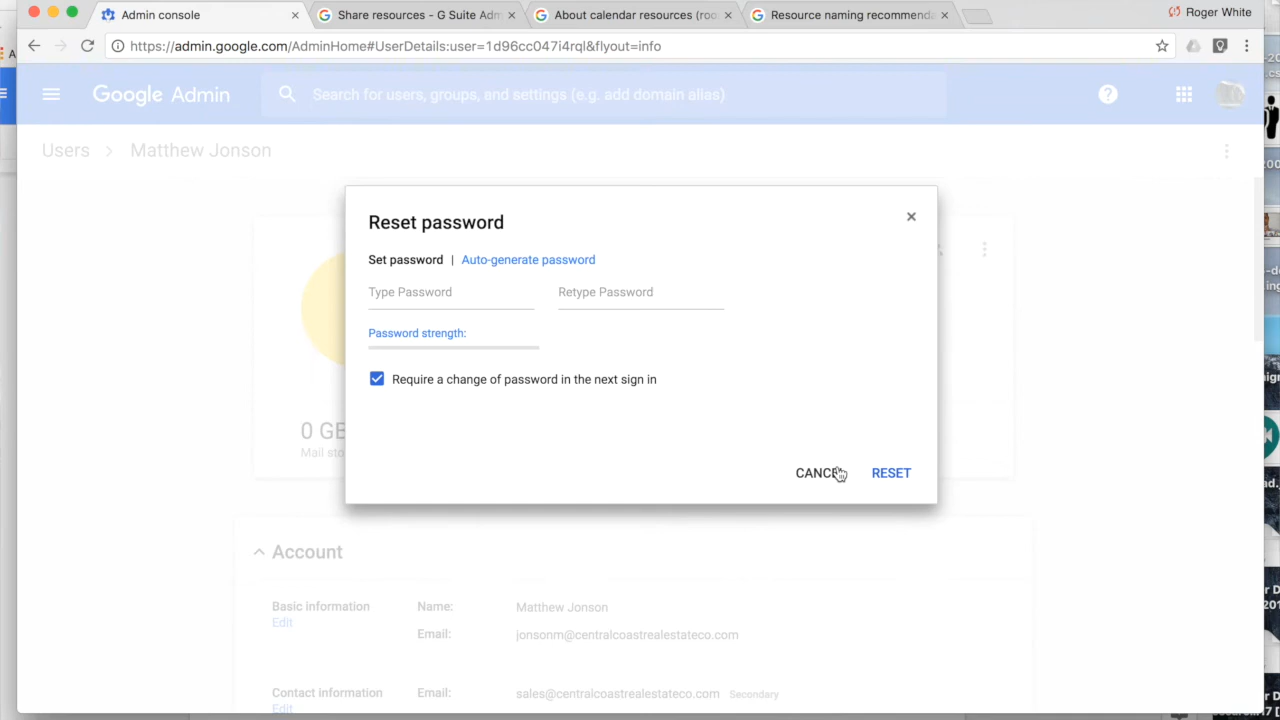 Admin console
Share resources - G Suite Adm
About calendar resources (roo
Resource naming recommenda
Roger White
https://admin.google.com/AdminHome#UserDetails:user=1d96cc047i4rql&flyout=info
Google Admin
Search for users, groups, and settings (e.g. add domain alias)
Users > Matthew Jonson
Reset password
Set password | Auto-generate password
Type Password
Retype Password
Password strength:
Require a change of password in the next sign in
0 GB
Mail sto
CANCEL
RESET
Account
Basic information
Edit
Name: Matthew Jonson
Email: jonsonm@centralcoastrealestateco.com
Contact information
Edit
Email: sales@centralcoastrealestateco.com Secondary